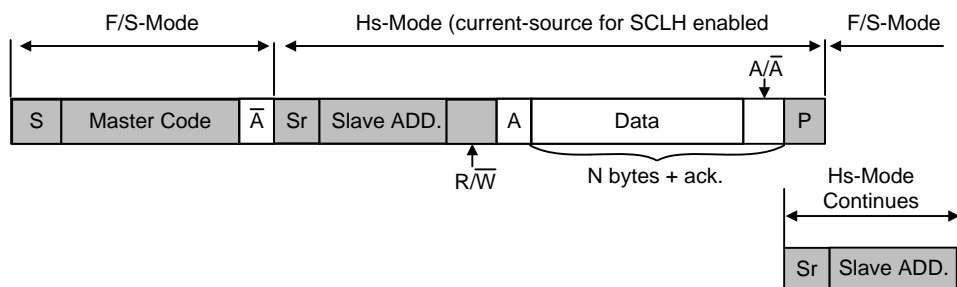 F/S-Mode Hs-Mode (current-source for SCLH enabled F/S-Mode
A/A̅
S Master Code A̅ Sr Slave ADD. A Data P
R/W̅ N bytes + ack.
Hs-Mode
Continues
Sr Slave ADD.